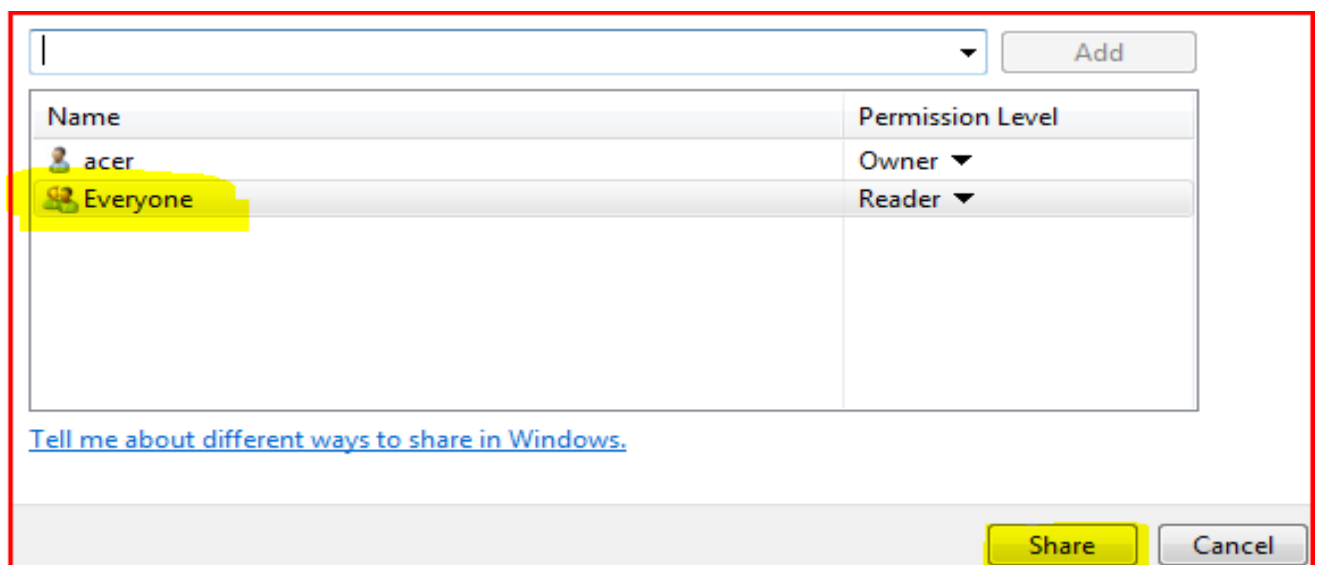 Add
Name Permission Level
acer Owner
Everyone Reader
Tell me about different ways to share in Windows.
Share Cancel